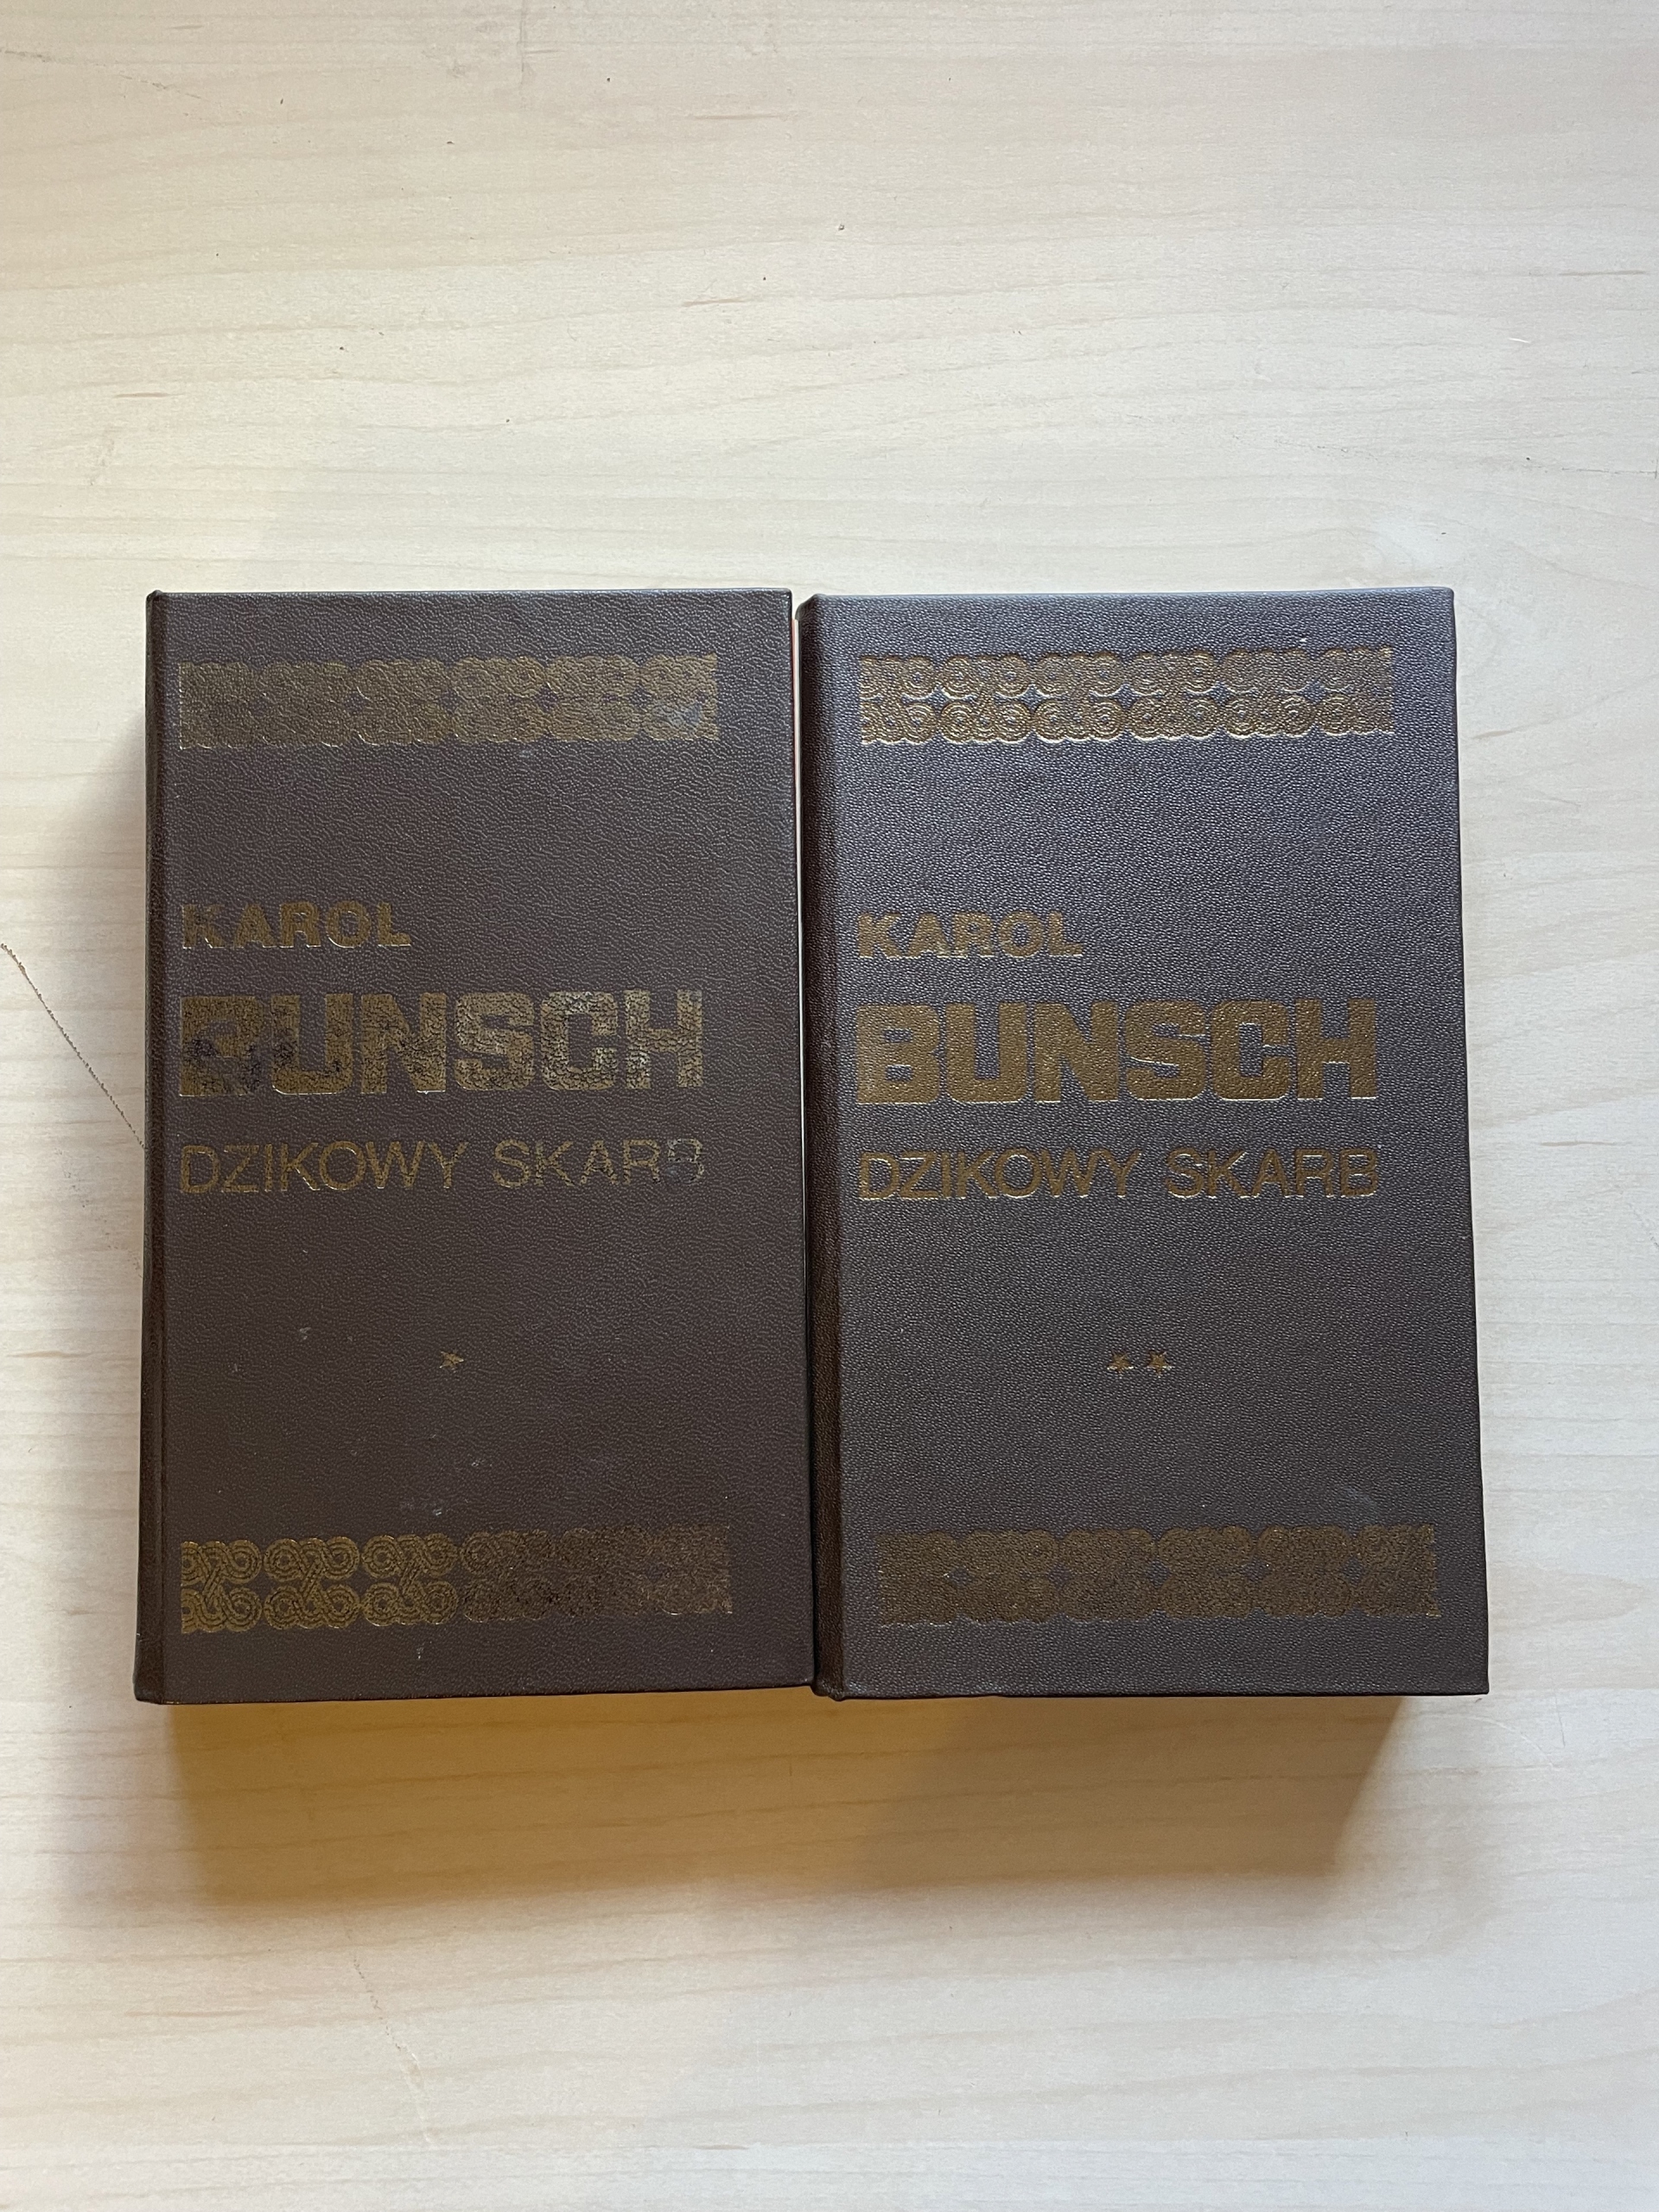 KAROL
BUNSCH
DZIKOWY SKARB
KAROL
BUNSCH
DZIKOWY SKARB